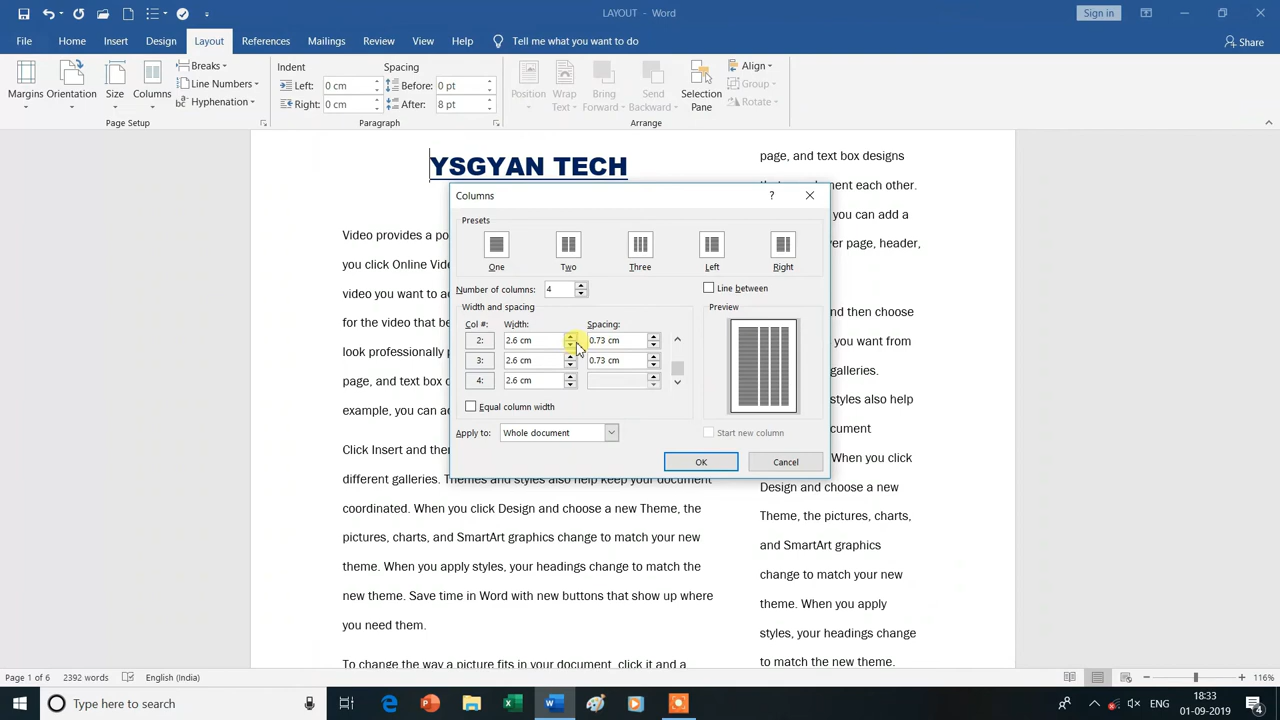 LAYOUT - Word
Sign in
File Home Insert Design Layout References Mailings Review View Help Tell me what you want to do Share
Margins Orientation Size Columns Breaks Line Numbers Hyphenation
Page Setup
Indent Spacing
Left: 0 cm Before: 0 pt
Right: 0 cm After: 8 pt
Paragraph
Position Wrap Text Bring Forward Send Backward Selection Pane Align Group Rotate
Arrange
YSGYAN TECH
Video provides a po
you click Online Vide
video you want to ad
for the video that be
look professionally p
page, and text box d
example, you can ad
Click Insert and then
different galleries. Themes and styles also help keep your document
coordinated. When you click Design and choose a new Theme, the
pictures, charts, and SmartArt graphics change to match your new
theme. When you apply styles, your headings change to match the
new theme. Save time in Word with new buttons that show up where
you need them.
To change the way a picture fits in your document, click it and a
page, and text box designs
ment each other.
you can add a
er page, header,
nd then choose
you want from
galleries.
styles also help
cument
When you click
Design and choose a new
Theme, the pictures, charts,
and SmartArt graphics
change to match your new
theme. When you apply
styles, your headings change
to match the new theme.
Columns ?
Presets
One Two Three Left Right
Number of columns: 4 Line between
Width and spacing Preview
Col #: Width: Spacing:
2: 2.6 cm 0.73 cm
3: 2.6 cm 0.73 cm
4: 2.6 cm
Equal column width
Apply to: Whole document Start new column
OK Cancel
Page 1 of 6 2392 words English (India) 116%
Type here to search
ENG 18:33
01-09-2019
4